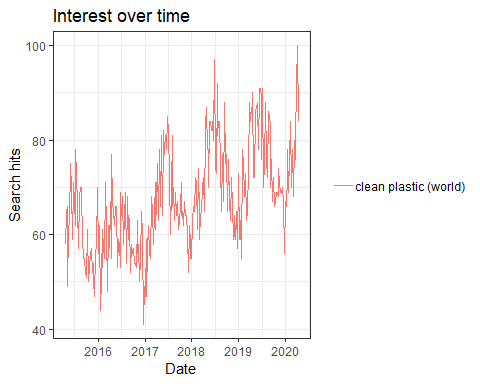 Interest over time
100
80
60
40
Search hits
2016 2017 2018 2019 2020
Date
clean plastic (world)